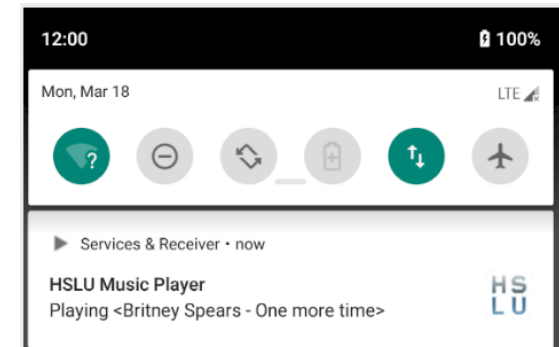 12:00 100%
Mon, Mar 18 LTE
?
Services & Receiver • now
HSLU Music Player
Playing <Britney Spears - One more time>
HS
LU